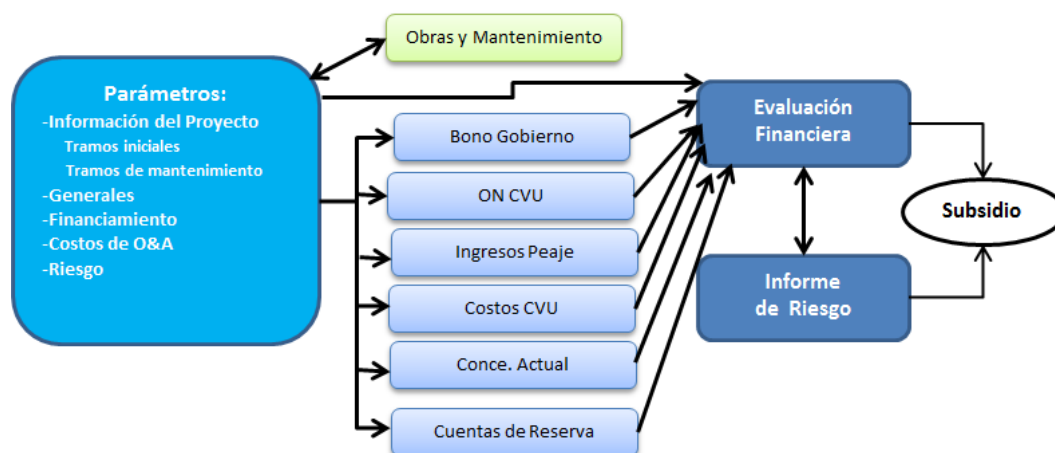 Obras y Mantenimiento
Parámetros:
-Información del Proyecto
Tramos iniciales
Tramos de mantenimiento
-Generales
-Financiamiento
-Costos de O&A
-Riesgo
Bono Gobierno
ON CVU
Ingresos Peaje
Costos CVU
Conce. Actual
Cuentas de Reserva
Evaluación
Financiera
Informe
de Riesgo
Subsidio